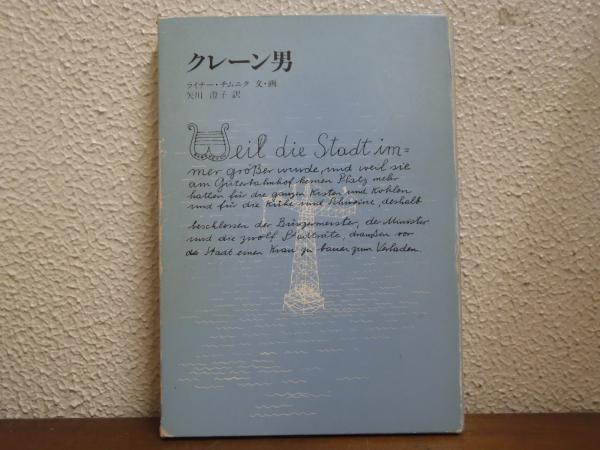 クレーン男
ライナー・チムニク 文・画
矢川 澄子 訳
Weil die Stadt im=
mer größer wurde, und weil sie
am Güterbahnhof keinen Platz mehr
hatten für die ganzen Kisten und Kohlen
und für die Kühe und Schweine, deshalb
beschlossen der Bürgermeister, der Minister
und die zwölf Stadträte, draußen vor
der Stadt einen Kran zu bauen zum Verladen.